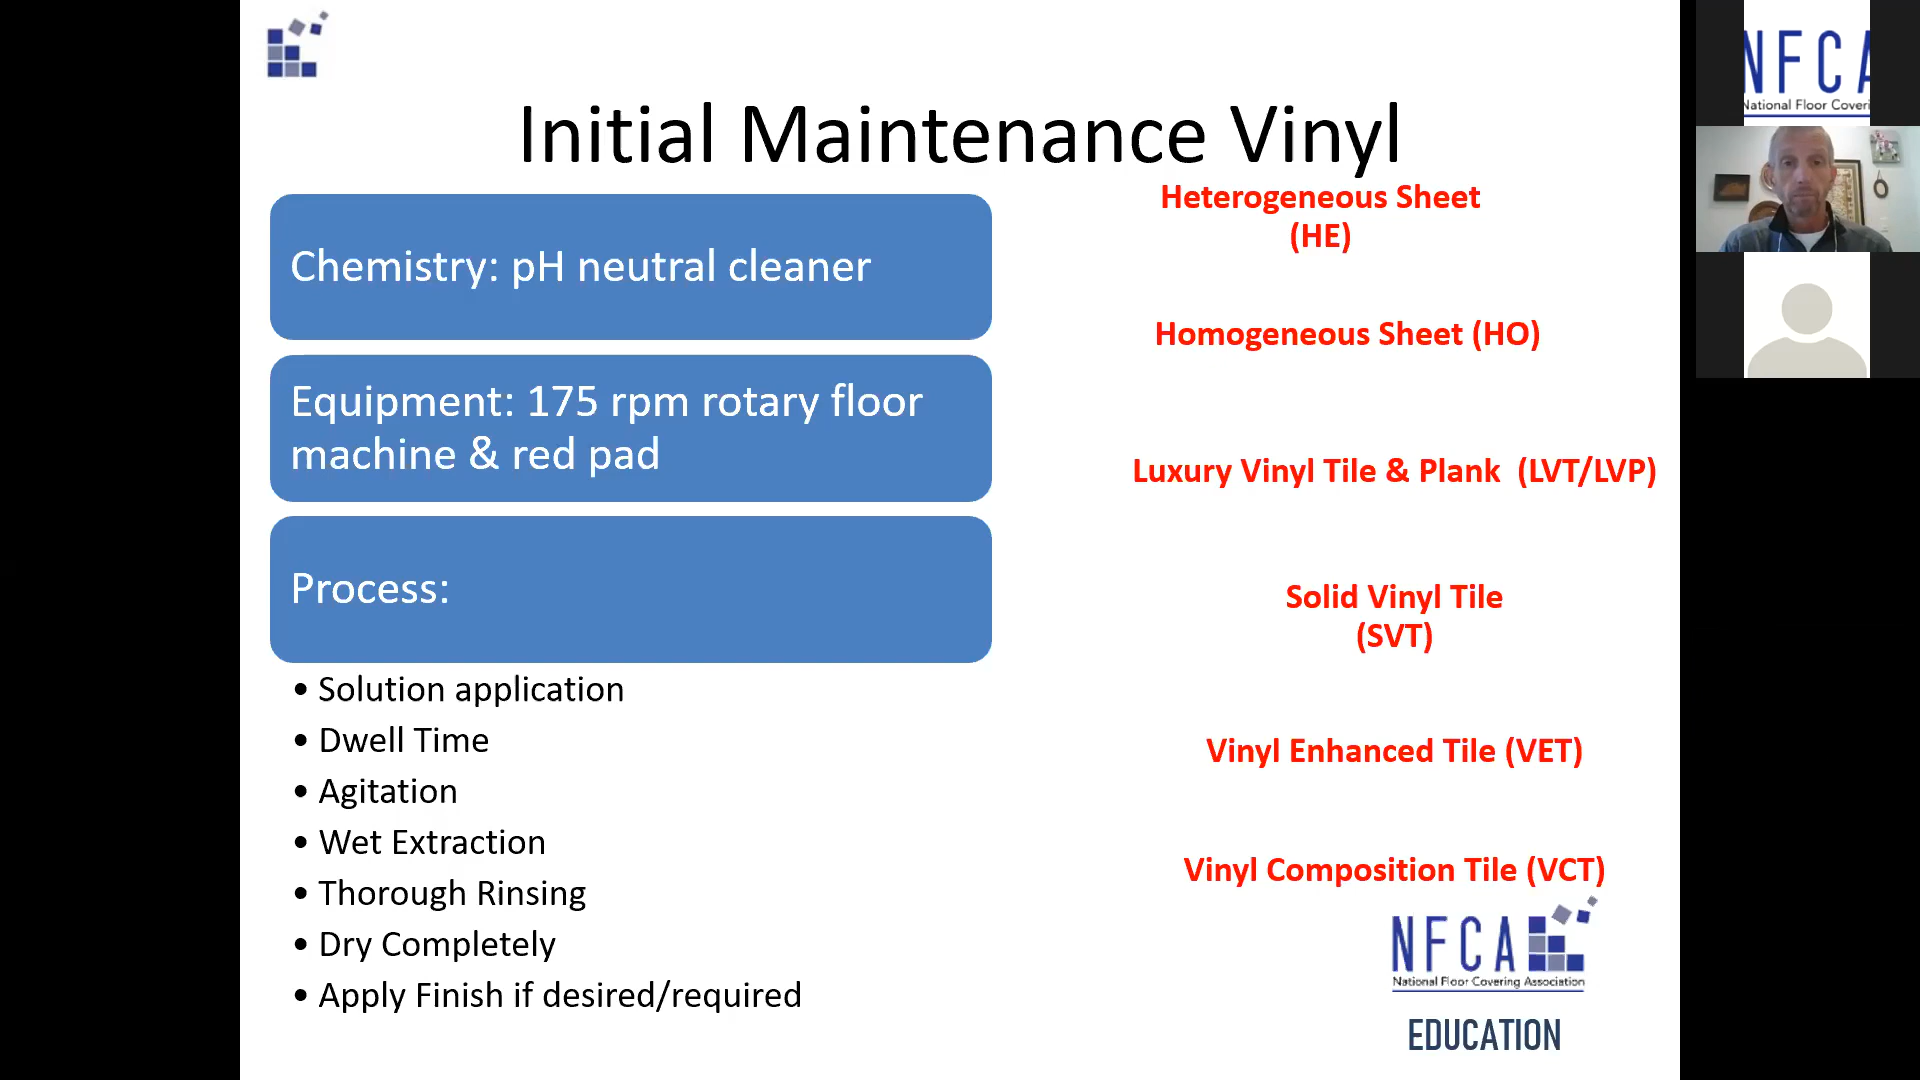 Initial Maintenance Vinyl
Chemistry: pH neutral cleaner
Equipment: 175 rpm rotary floor
machine & red pad
Process:
• Solution application
• Dwell Time
• Agitation
• Wet Extraction
• Thorough Rinsing
• Dry Completely
• Apply Finish if desired/required
Heterogeneous Sheet
(HE)
Homogeneous Sheet (HO)
Luxury Vinyl Tile & Plank (LVT/LVP)
Solid Vinyl Tile
(SVT)
Vinyl Enhanced Tile (VET)
Vinyl Composition Tile (VCT)
NFCA
National Floor Covering Association
EDUCATION
NFCA
National Floor Coveri